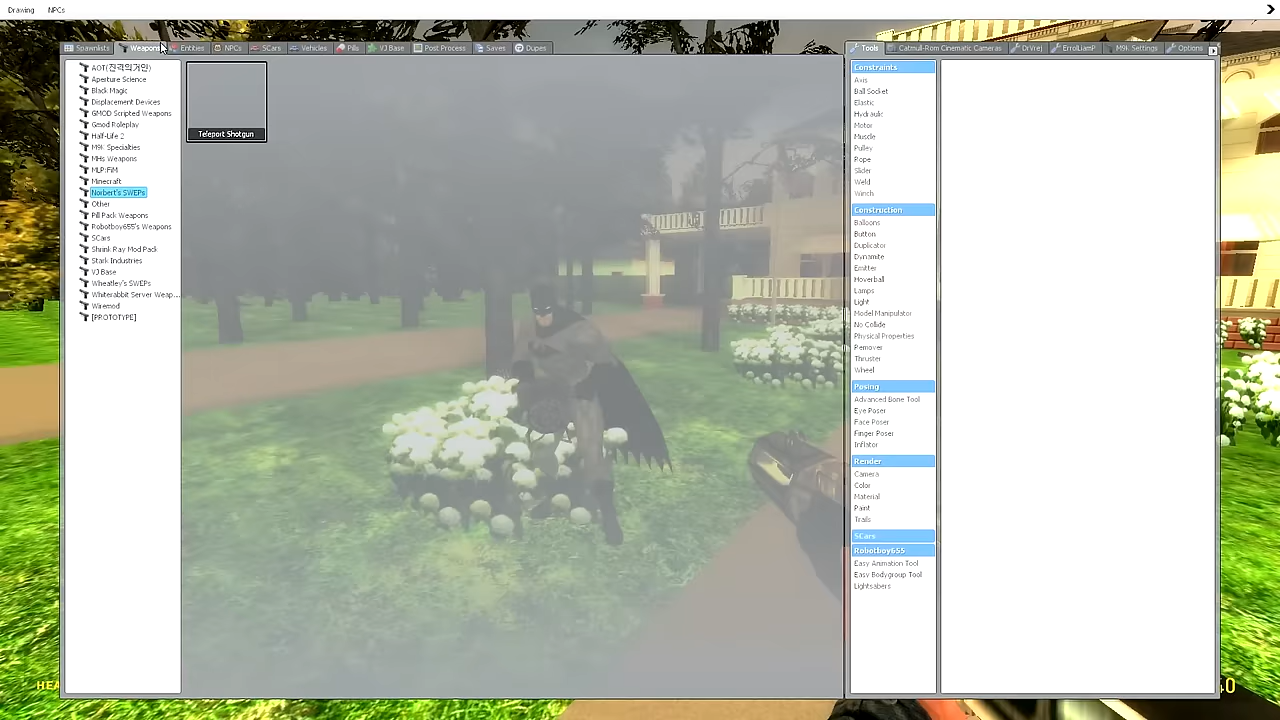 Drawing NPCs
Spawnlists Weapons Entities NPCs SCars Vehicles Pills VJ Base Post Process Saves Dupes
AOT(진격의거인)
Aperture Science
Black Magic
Displacement Devices
GMOD Scripted Weapons
Gmod Roleplay
Half-Life 2
M9K Specialties
MHs Weapons
MLP:FiM
Minecraft
Norbert's SWEPs
Other
Pill Pack Weapons
Robotboy655's Weapons
SCars
Shrink Ray Mod Pack
Stark Industries
VJ Base
Wheatley's SWEPs
Whiterabbit Server Weap...
Wiremod
[PROTOTYPE]
Teleport Shotgun
Tools Catmull-Rom Cinematic Cameras DrVrej ErrolLiamP M9k Settings Options
Constraints
Axis
Ball Socket
Elastic
Hydraulic
Motor
Muscle
Pulley
Rope
Slider
Weld
Winch
Construction
Balloons
Button
Duplicator
Dynamite
Emitter
Hoverball
Lamps
Light
Model Manipulator
No Collide
Physical Properties
Remover
Thruster
Wheel
Posing
Advanced Bone Tool
Eye Poser
Face Poser
Finger Poser
Inflator
Render
Camera
Color
Material
Paint
Trails
SCars
Robotboy655
Easy Animation Tool
Easy Bodygroup Tool
Lightsabers
HEA